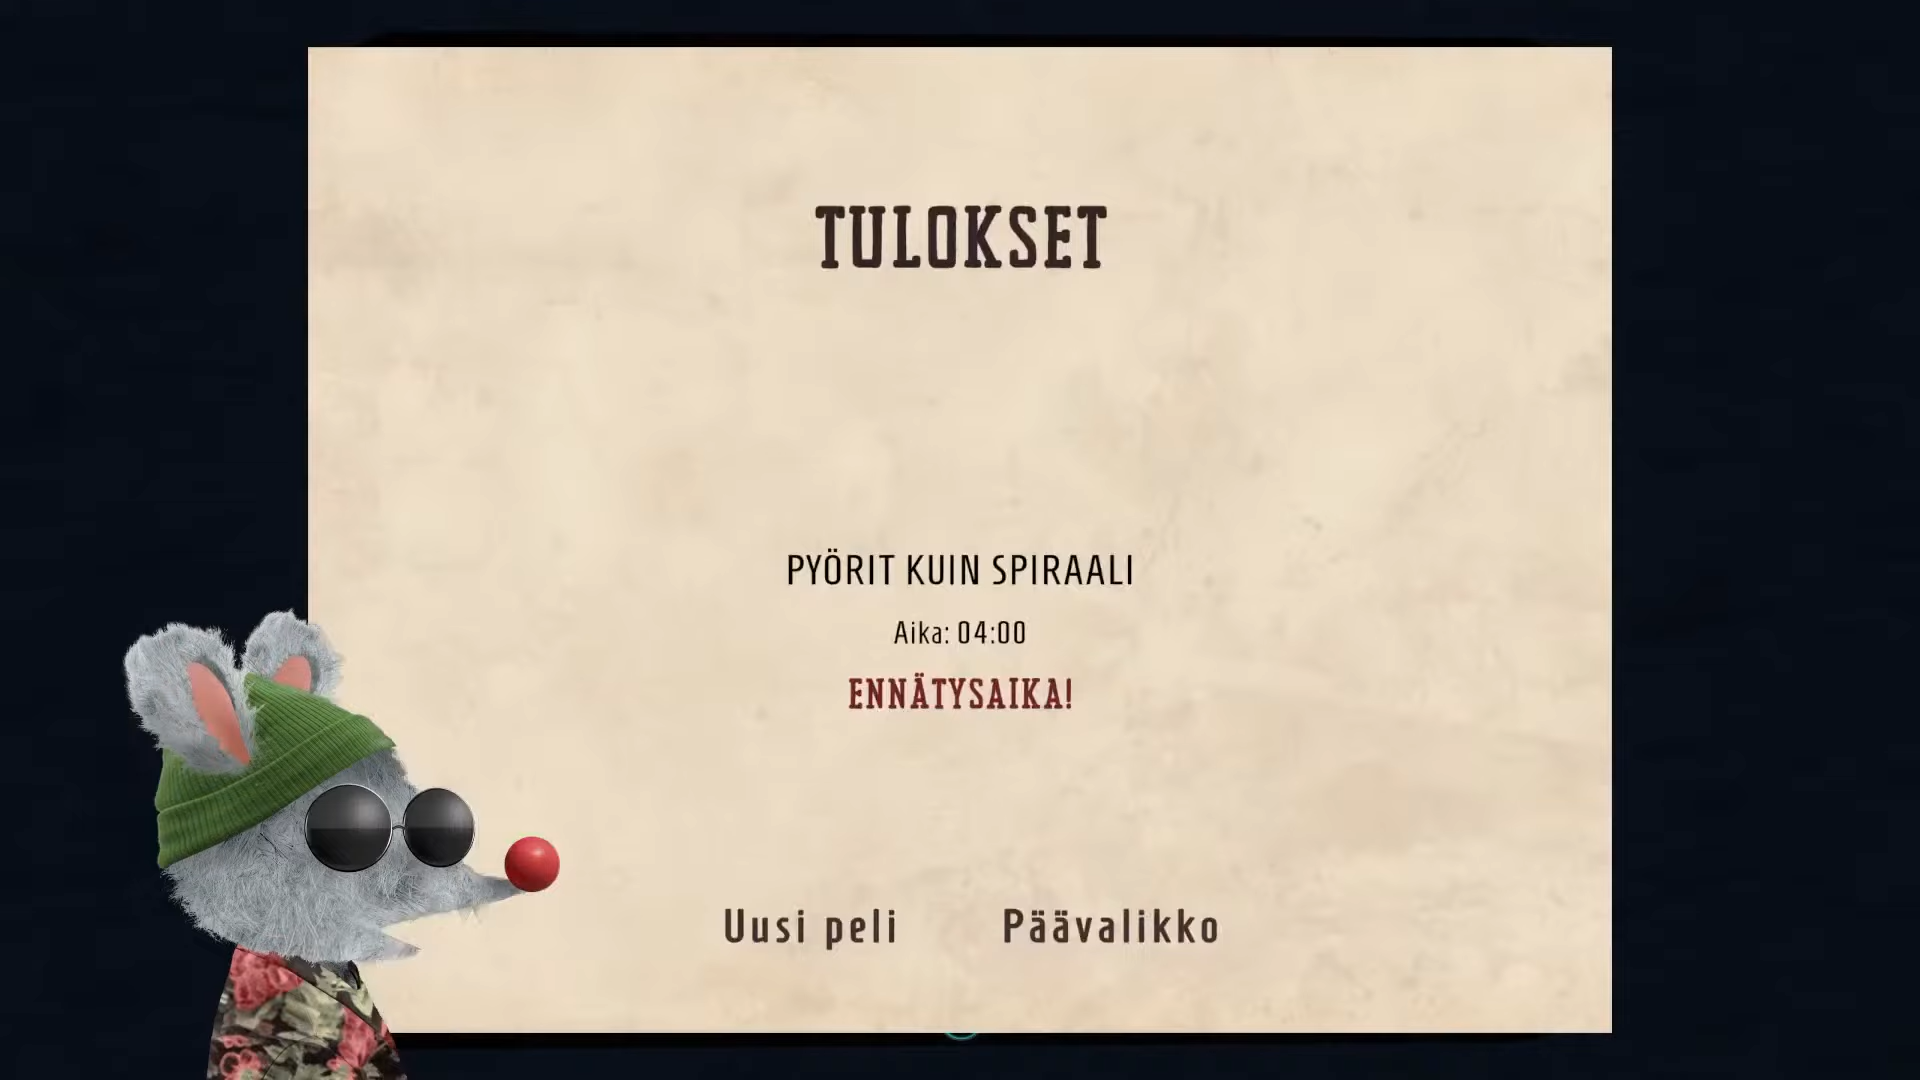 TULOKSET
PYÖRIT KUIN SPIRAALI
Aika: 04:00
ENNÄTYSAIKA!
Uusi peli Päävalikko